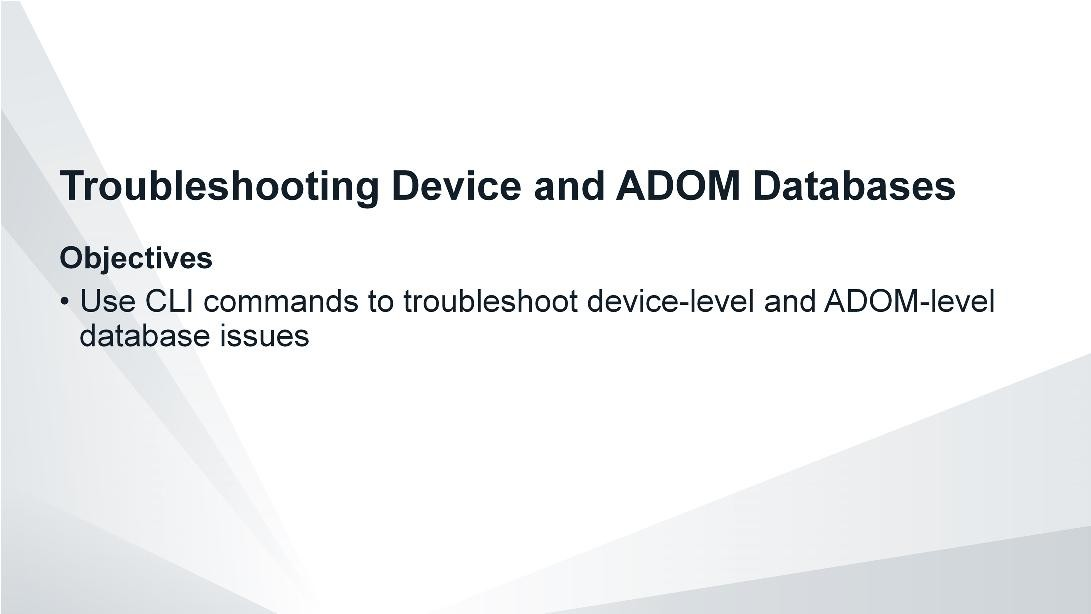 Troubleshooting Device and ADOM Databases
Objectives
• Use CLI commands to troubleshoot device-level and ADOM-level
database issues